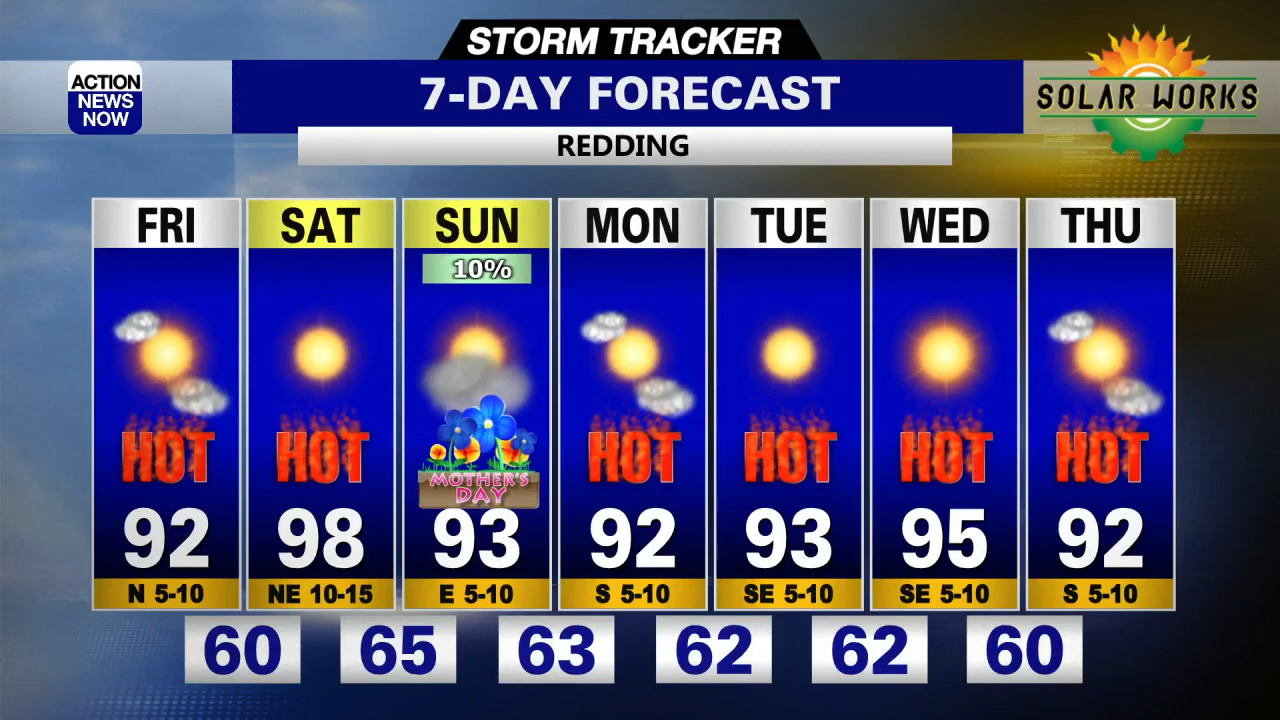 STORM TRACKER
ACTION
NEWS
NOW
7-DAY FORECAST
SOLAR WORKS
REDDING
FRI SAT SUN MON TUE WED THU
10%
HOT HOT HOT HOT HOT HOT
MOTHER'S
DAY
92 98 93 92 93 95 92
N 5-10 NE 10-15 E 5-10 S 5-10 SE 5-10 SE 5-10 S 5-10
60 65 63 62 62 60